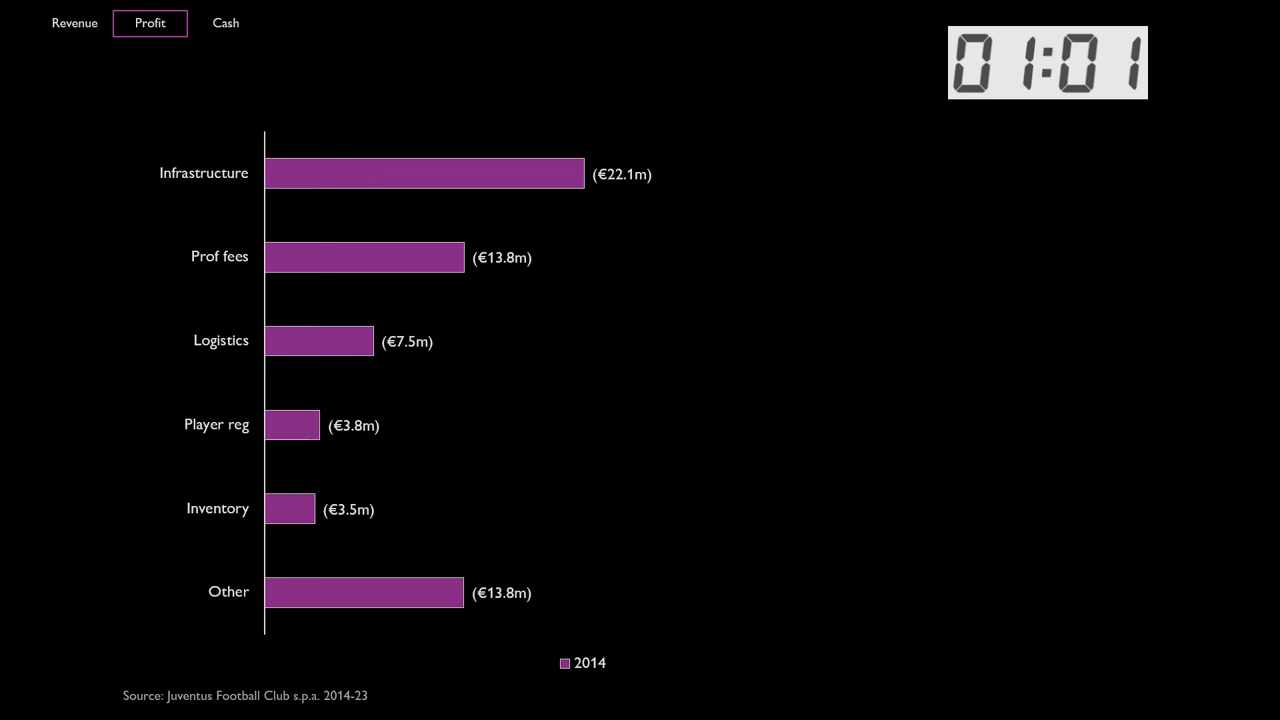 Revenue
Profit
Cash
01:01
Infrastructure
(€22.1m)
Prof fees
(€13.8m)
Logistics
(€7.5m)
Player reg
(€3.8m)
Inventory
(€3.5m)
Other
(€13.8m)
2014
Source: Juventus Football Club s.p.a. 2014-23